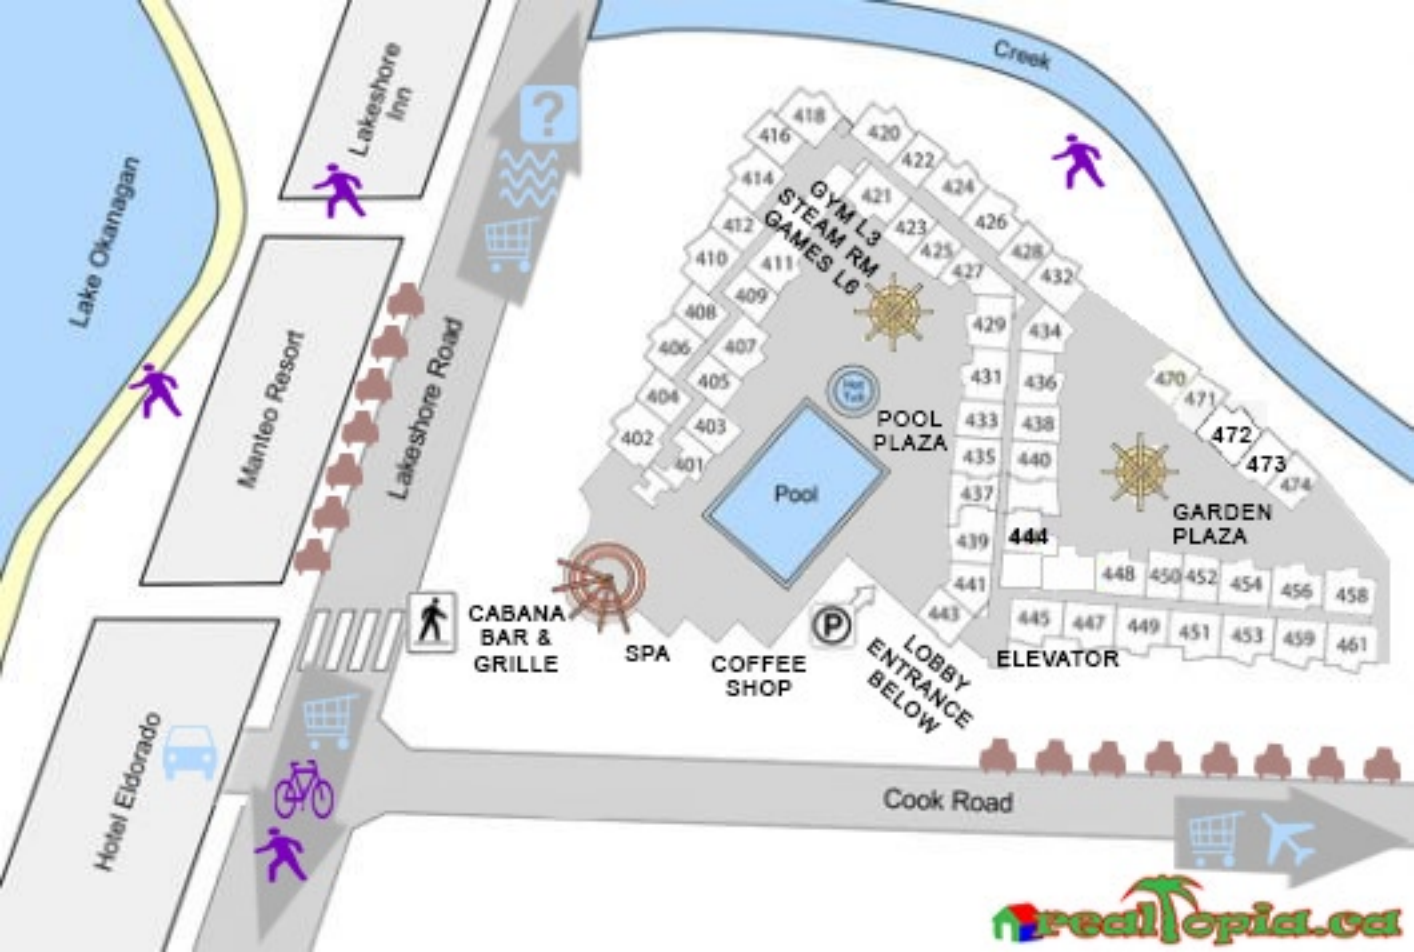 Creek
Lakeshore
Inn
?
Lake Okanagan
Manteo Resort
Lakeshore Road
Hotel Eldorado
418
416
414
412
410
408
406
404
402
420
422
424
426
428
432
421
423
425
427
411
409
407
405
403
401
GYM L3
STEAM RM
GAMES L6
429
431
433
435
437
439
441
443
434
436
438
440
444
470
471
472
473
474
Hot
Tub
POOL
PLAZA
Pool
GARDEN
PLAZA
448
450
452
454
456
458
445
447
449
451
453
459
461
CABANA
BAR &
GRILLE
SPA
COFFEE
SHOP
P
LOBBY
ENTRANCE
BELOW
ELEVATOR
Cook Road
realTopia.ca